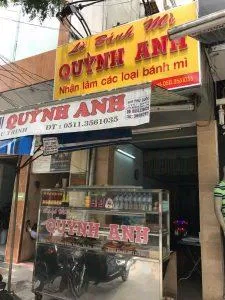 Lò Bánh Mì
QUỲNH ANH
Nhận làm các loại bánh mì
QUỲNH ANH
ĐT : 0511.3561035
QUỲNH ANH